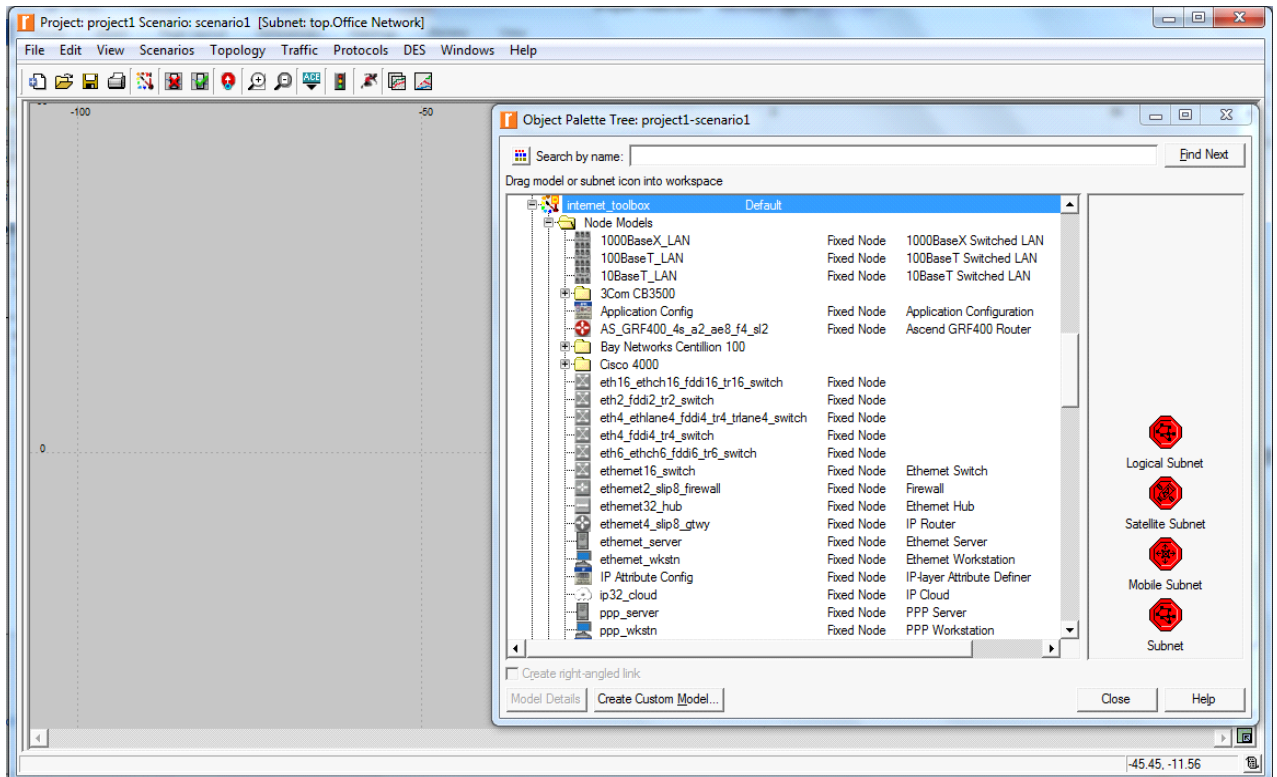 Project: project1 Scenario: scenario1 [Subnet: top.Office Network]
File Edit View Scenarios Topology Traffic Protocols DES Windows Help
ACE
-100 -50
0
Object Palette Tree: project1-scenario1
Search by name: Find Next
Drag model or subnet icon into workspace
internet_toolbox Default
Node Models
1000BaseX_LAN Fixed Node 1000BaseX Switched LAN
100BaseT_LAN Fixed Node 100BaseT Switched LAN
10BaseT_LAN Fixed Node 10BaseT Switched LAN
3Com CB3500
Application Config Fixed Node Application Configuration
AS_GRF400_4s_a2_ae8_f4_sl2 Fixed Node Ascend GRF400 Router
Bay Networks Centillion 100
Cisco 4000
eth16_ethch16_fddi16_tr16_switch Fixed Node
eth2_fddi2_tr2_switch Fixed Node
eth4_ethlane4_fddi4_tr4_trlane4_switch Fixed Node
eth4_fddi4_tr4_switch Fixed Node
eth6_ethch6_fddi6_tr6_switch Fixed Node
ethernet16_switch Fixed Node Ethernet Switch
ethernet2_slip8_firewall Fixed Node Firewall
ethernet32_hub Fixed Node Ethernet Hub
ethernet4_slip8_gtwy Fixed Node IP Router
ethernet_server Fixed Node Ethernet Server
ethernet_wkstn Fixed Node Ethernet Workstation
IP Attribute Config Fixed Node IP-layer Attribute Definer
ip32_cloud Fixed Node IP Cloud
ppp_server Fixed Node PPP Server
ppp_wkstn Fixed Node PPP Workstation
Logical Subnet
Satellite Subnet
Mobile Subnet
Subnet
Create right-angled link
Model Details Create Custom Model... Close Help
-45.45, -11.56